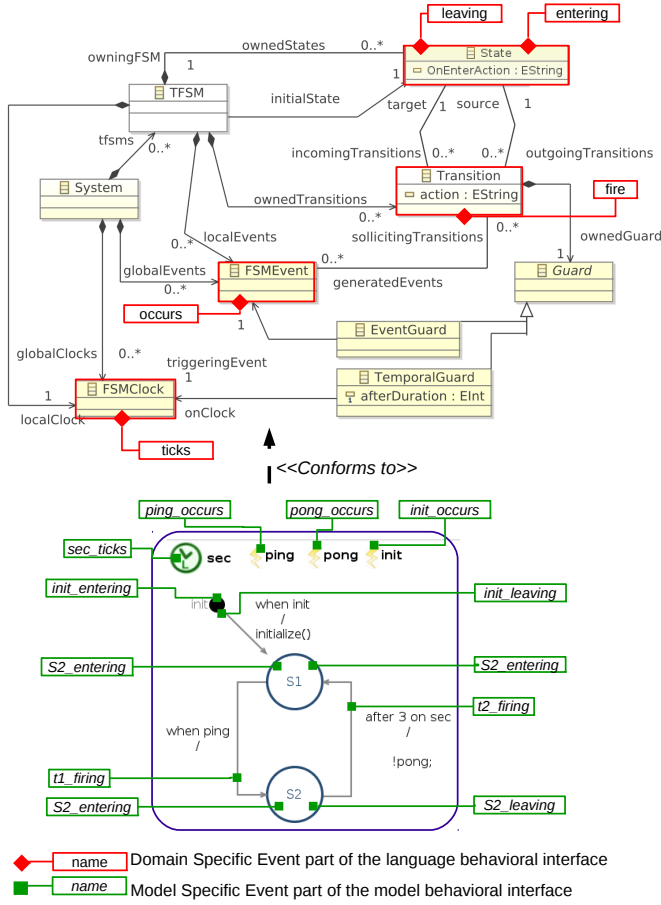 leaving
entering
ownedStates
0..*
State
owningFSM
1
OnEnterAction : EString
TFSM
initialState
1
target
1
source
1
tfsms
0..*
incomingTransitions
0..*
0..*
outgoingTransitions
System
Transition
action : EString
fire
ownedTransitions
0..*
0..*
localEvents
0..*
sollicitingTransitions
ownedGuard
globalEvents
0..*
FSMEvent
0..*
generatedEvents
1
Guard
occurs
1
EventGuard
globalClocks
0..*
triggeringEvent
1
1
localClock
FSMClock
onClock
TemporalGuard
afterDuration : EInt
ticks
<<Conforms to>>
ping_occurs
pong_occurs
init_occurs
sec_ticks
sec
ping
pong
init
init_entering
init
when init
/
initialize()
init_leaving
S2_entering
S1
S2_entering
when ping
/
after 3 on sec
/
!pong;
t2_firing
t1_firing
S2_entering
S2
S2_leaving
name
Domain Specific Event part of the language behavioral interface
name
Model Specific Event part of the model behavioral interface